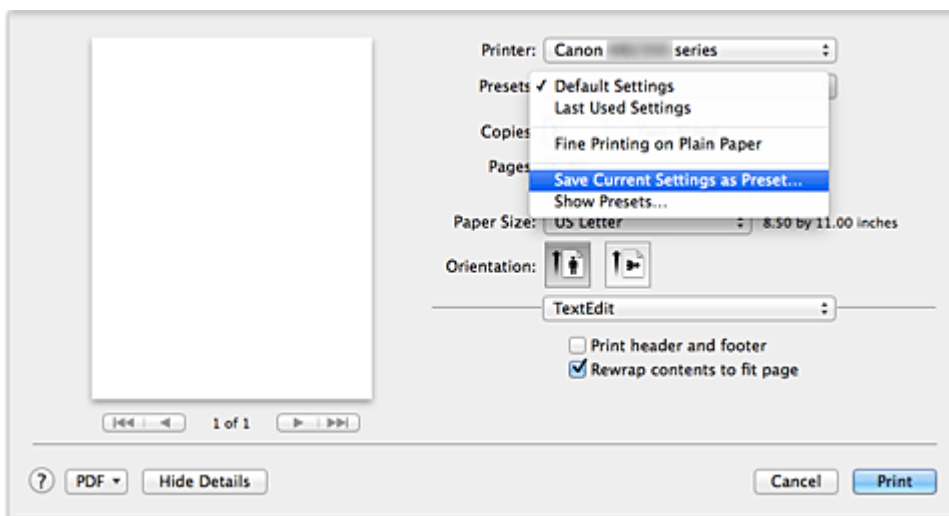 Printer: Canon series
Presets ✓ Default Settings
Last Used Settings
Fine Printing on Plain Paper
Save Current Settings as Preset...
Show Presets...
Copies
Pages
Paper Size: US Letter 8.50 by 11.00 inches
Orientation:
TextEdit
Print header and footer
Rewrap contents to fit page
1 of 1
? PDF Hide Details Cancel Print